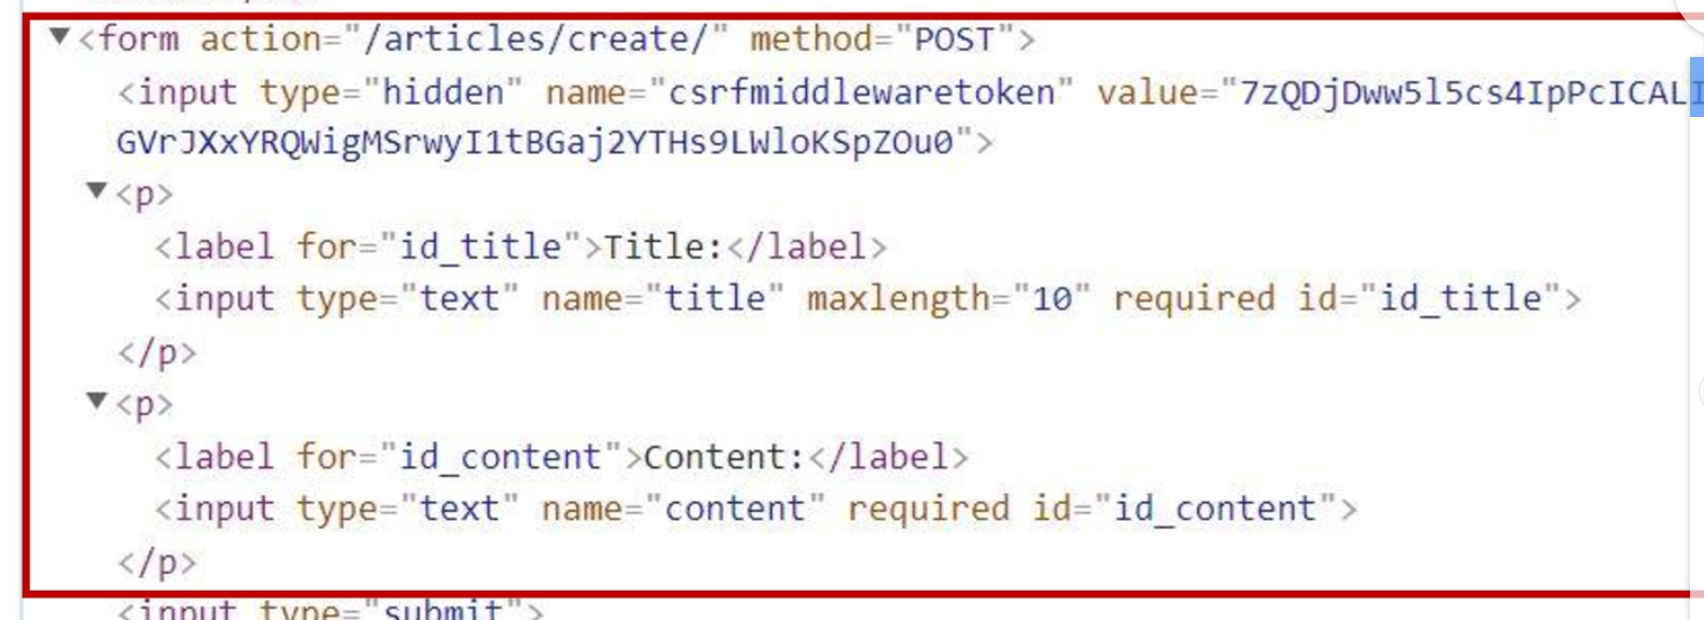 <form action="/articles/create/" method="POST">
<input type="hidden" name="csrfmiddlewaretoken" value="7zQDjDww5l5cs4IpPcICALI
GVrJXxYRQWigMSrwyI1tBGaj2YTHs9LWloKSpZOu0">
<p>
<label for="id_title">Title:</label>
<input type="text" name="title" maxlength="10" required id="id_title">
</p>
<p>
<label for="id_content">Content:</label>
<input type="text" name="content" required id="id_content">
</p>
<input type="submit">